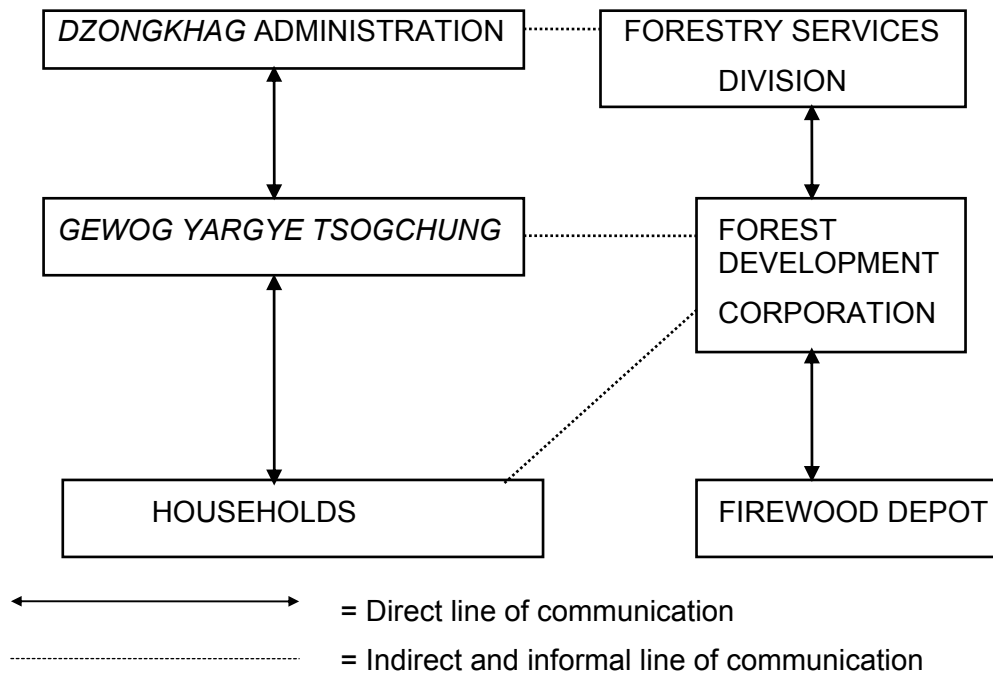 DZONGKHAG ADMINISTRATION
FORESTRY SERVICES
DIVISION
GEWOG YARGYE TSOGCHUNG
FOREST
DEVELOPMENT
CORPORATION
HOUSEHOLDS
FIREWOOD DEPOT
= Direct line of communication
= Indirect and informal line of communication